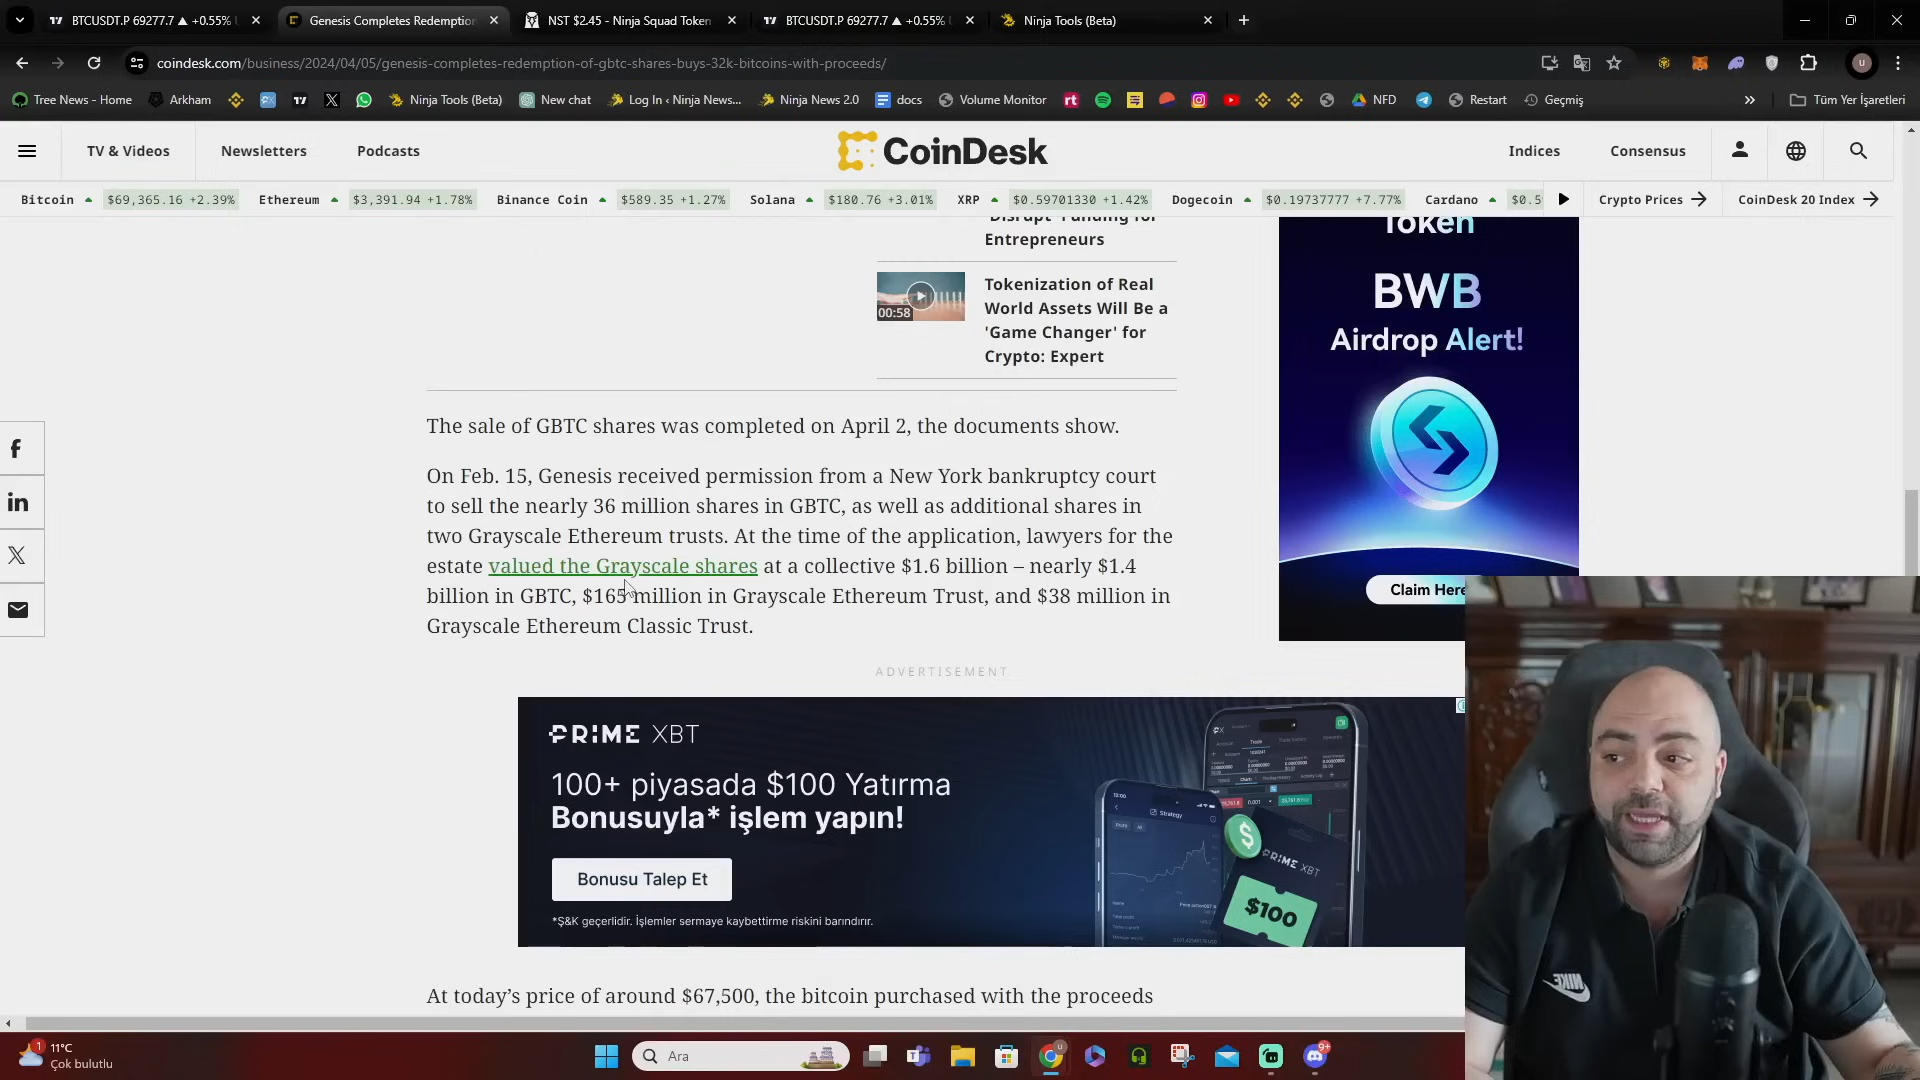 BTCUSDT.P 69277.7 ▲ +0.55%
Genesis Completes Redemption
NST $2.45 - Ninja Squad Token
BTCUSDT.P 69277.7 ▲ +0.55%
Ninja Tools (Beta)
coindesk.com/business/2024/04/05/genesis-completes-redemption-of-gbtc-shares-buys-32k-bitcoins-with-proceeds/
Tree News - Home
Arkham
Ninja Tools (Beta)
New chat
Log In ‹ Ninja News...
Ninja News 2.0
docs
Volume Monitor
NFD
Restart
Geçmiş
Tüm Yer İşaretleri
TV & Videos
Newsletters
Podcasts
CoinDesk
Indices
Consensus
Bitcoin $69,365.16 +2.39%
Ethereum $3,391.94 +1.78%
Binance Coin $589.35 +1.27%
Solana $180.76 +3.01%
XRP $0.59701330 +1.42%
Dogecoin $0.19737777 +7.77%
Cardano $0.5
Crypto Prices
CoinDesk 20 Index
Disrupt' Funding for
Entrepreneurs
00:58
Tokenization of Real
World Assets Will Be a
'Game Changer' for
Crypto: Expert
Token
BWB
Airdrop Alert!
Claim Here
The sale of GBTC shares was completed on April 2, the documents show.
On Feb. 15, Genesis received permission from a New York bankruptcy court
to sell the nearly 36 million shares in GBTC, as well as additional shares in
two Grayscale Ethereum trusts. At the time of the application, lawyers for the
estate valued the Grayscale shares at a collective $1.6 billion – nearly $1.4
billion in GBTC, $165 million in Grayscale Ethereum Trust, and $38 million in
Grayscale Ethereum Classic Trust.
ADVERTISEMENT
PRIME XBT
100+ piyasada $100 Yatırma
Bonusuyla* işlem yapın!
Bonusu Talep Et
*Ş&K geçerlidir. İşlemler sermaye kaybettirme riskini barındırır.
Strategy
PRIME XBT
$100
At today's price of around $67,500, the bitcoin purchased with the proceeds
NIKE
1
11°C
Çok bulutlu
Ara
9+